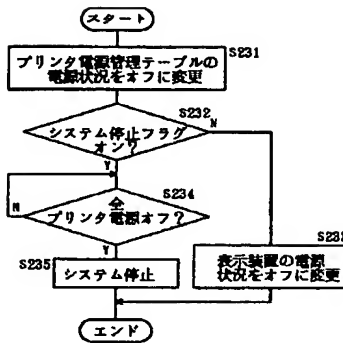 スタート
S231
プリンタ電源管理テーブルの
電源状況をオフに変更
S232
システム停止フラグ
オン？
N
Y
S234
全
プリンタ電源オフ？
N
Y
S235
システム停止
S233
表示装置の電源
状況をオフに変更
エンド